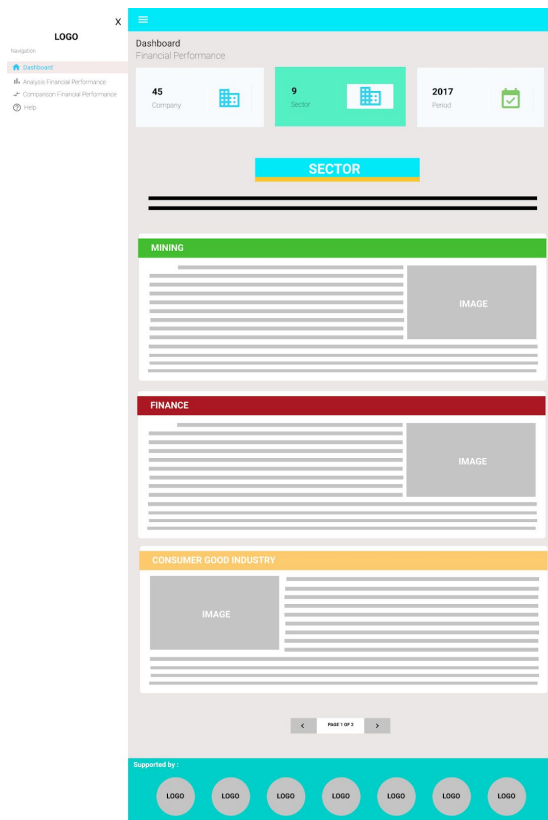 X
LOGO
Navigation
Dashboard
Analysis Financial Performance
Comparison Financial Performance
Help
Dashboard
Financial Performance
45
Company
9
Sector
2017
Period
SECTOR
MINING
IMAGE
FINANCE
IMAGE
CONSUMER GOOD INDUSTRY
IMAGE
PAGE 1 OF 3
Supported by :
LOGO LOGO LOGO LOGO LOGO LOGO LOGO